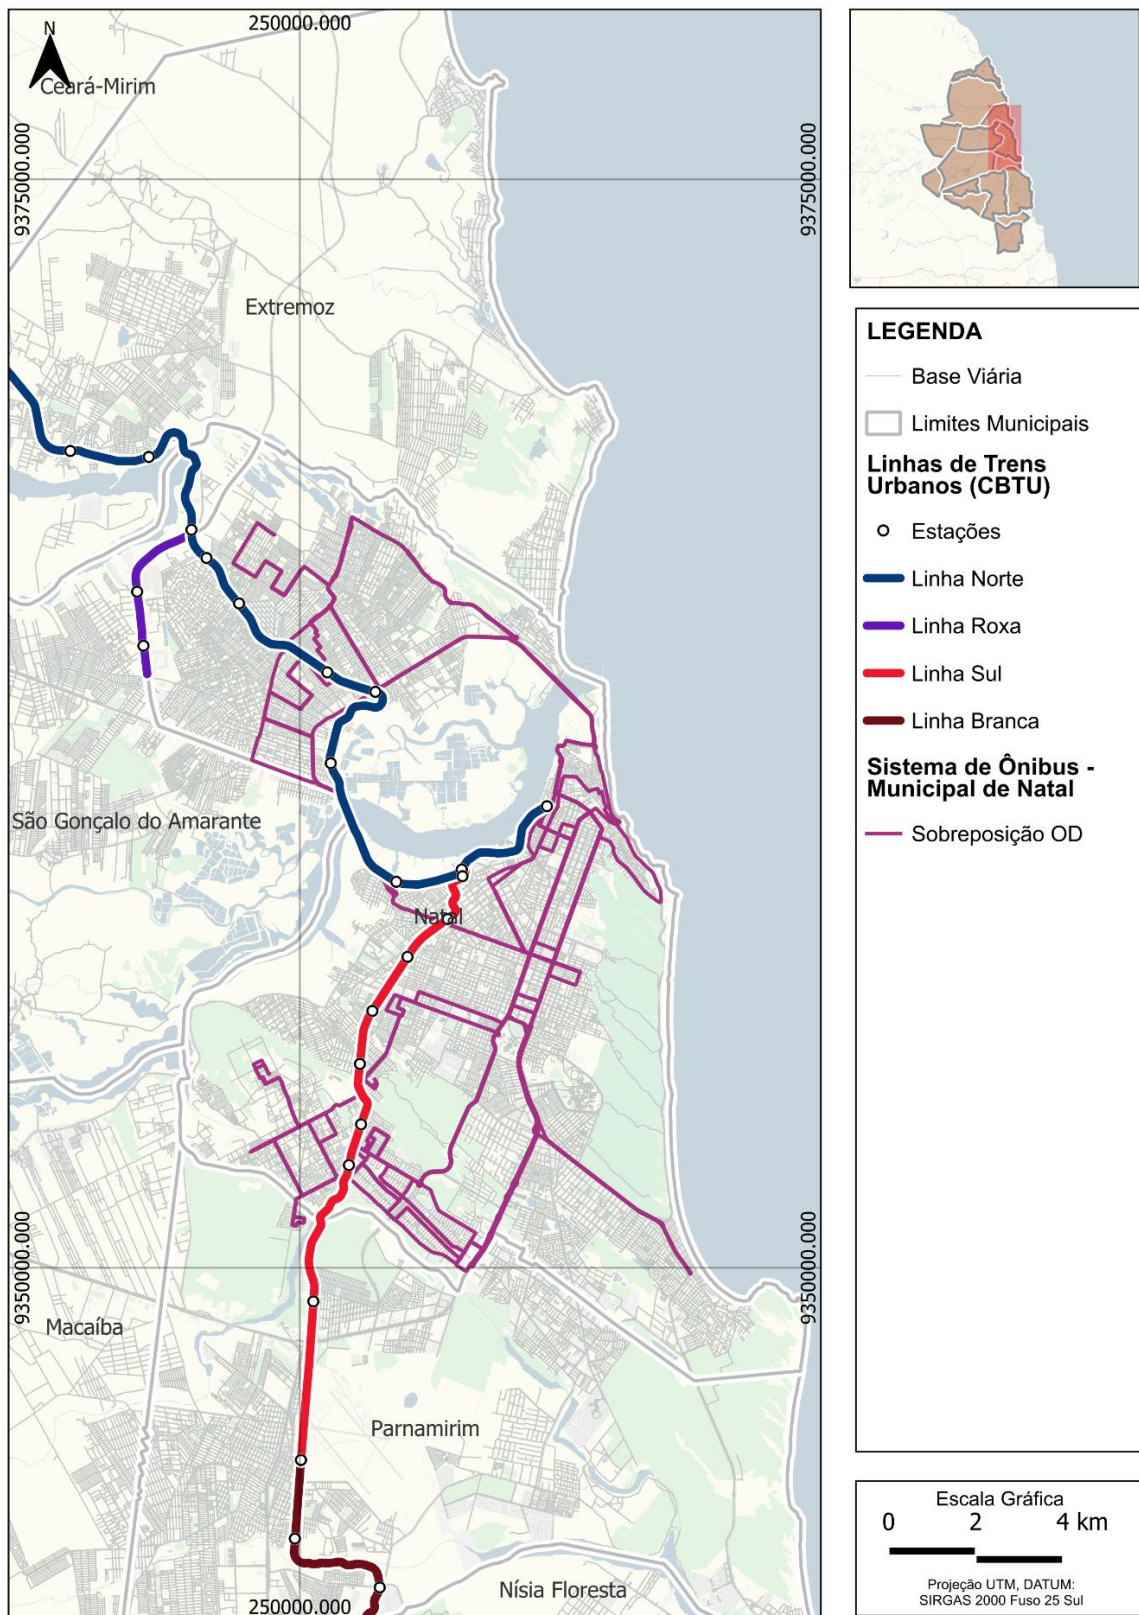 250000.000
N
Ceará-Mirim
9375000.000
9375000.000
Extremoz
São Gonçalo do Amarante
Natal
9350000.000
9350000.000
Macaíba
Parnamirim
Nísia Floresta
250000.000
LEGENDA
Base Viária
Limites Municipais
Linhas de Trens
Urbanos (CBTU)
Estações
Linha Norte
Linha Roxa
Linha Sul
Linha Branca
Sistema de Ônibus -
Municipal de Natal
Sobreposição OD
Escala Gráfica
0 2 4 km
Projeção UTM, DATUM:
SIRGAS 2000 Fuso 25 Sul